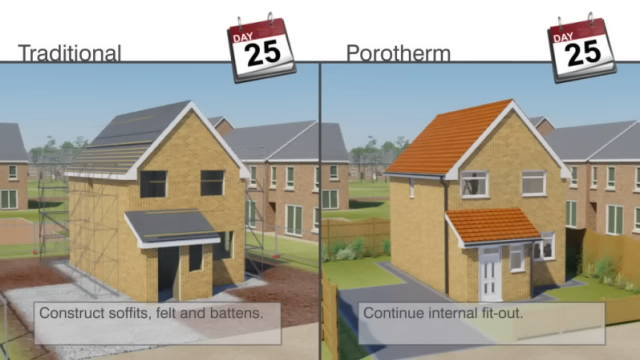 Traditional
DAY
25
Porotherm
DAY
25
Construct soffits, felt and battens.
Continue internal fit-out.